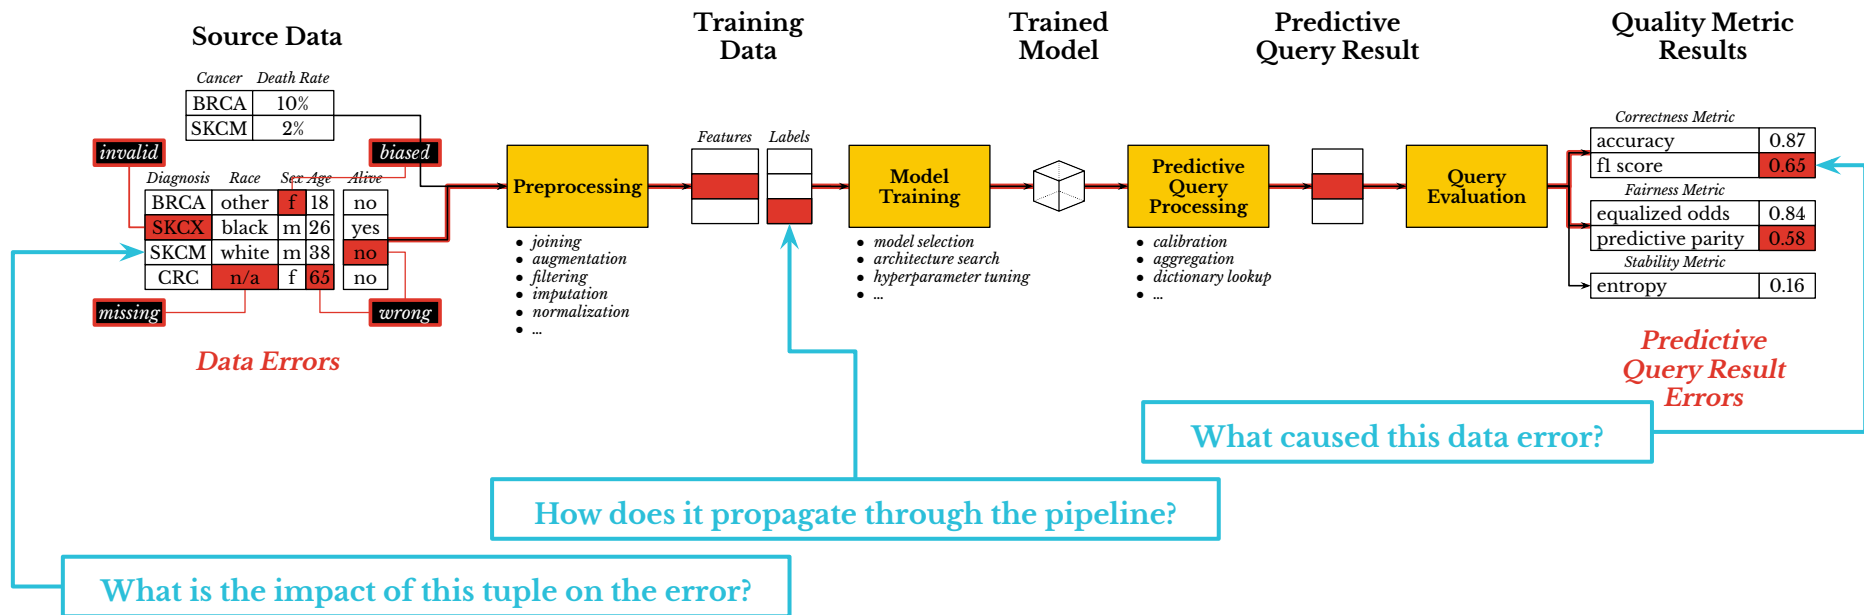 Source Data
Training
Data
Trained
Model
Predictive
Query Result
Quality Metric
Results
Cancer Death Rate
BRCA 10%
SKCM 2%
invalid
biased
Diagnosis Race Sex Age Alive
BRCA other f 18 no
SKCX black m 26 yes
SKCM white m 38 no
CRC n/a f 65 no
missing
wrong
Data Errors
Preprocessing
• joining
• augmentation
• filtering
• imputation
• normalization
• ...
Features Labels
Model
Training
• model selection
• architecture search
• hyperparameter tuning
• ...
Predictive
Query
Processing
• calibration
• aggregation
• dictionary lookup
• ...
Query
Evaluation
Correctness Metric
accuracy 0.87
f1 score 0.65
Fairness Metric
equalized odds 0.84
predictive parity 0.58
Stability Metric
entropy 0.16
Predictive
Query Result
Errors
What caused this data error?
How does it propagate through the pipeline?
What is the impact of this tuple on the error?